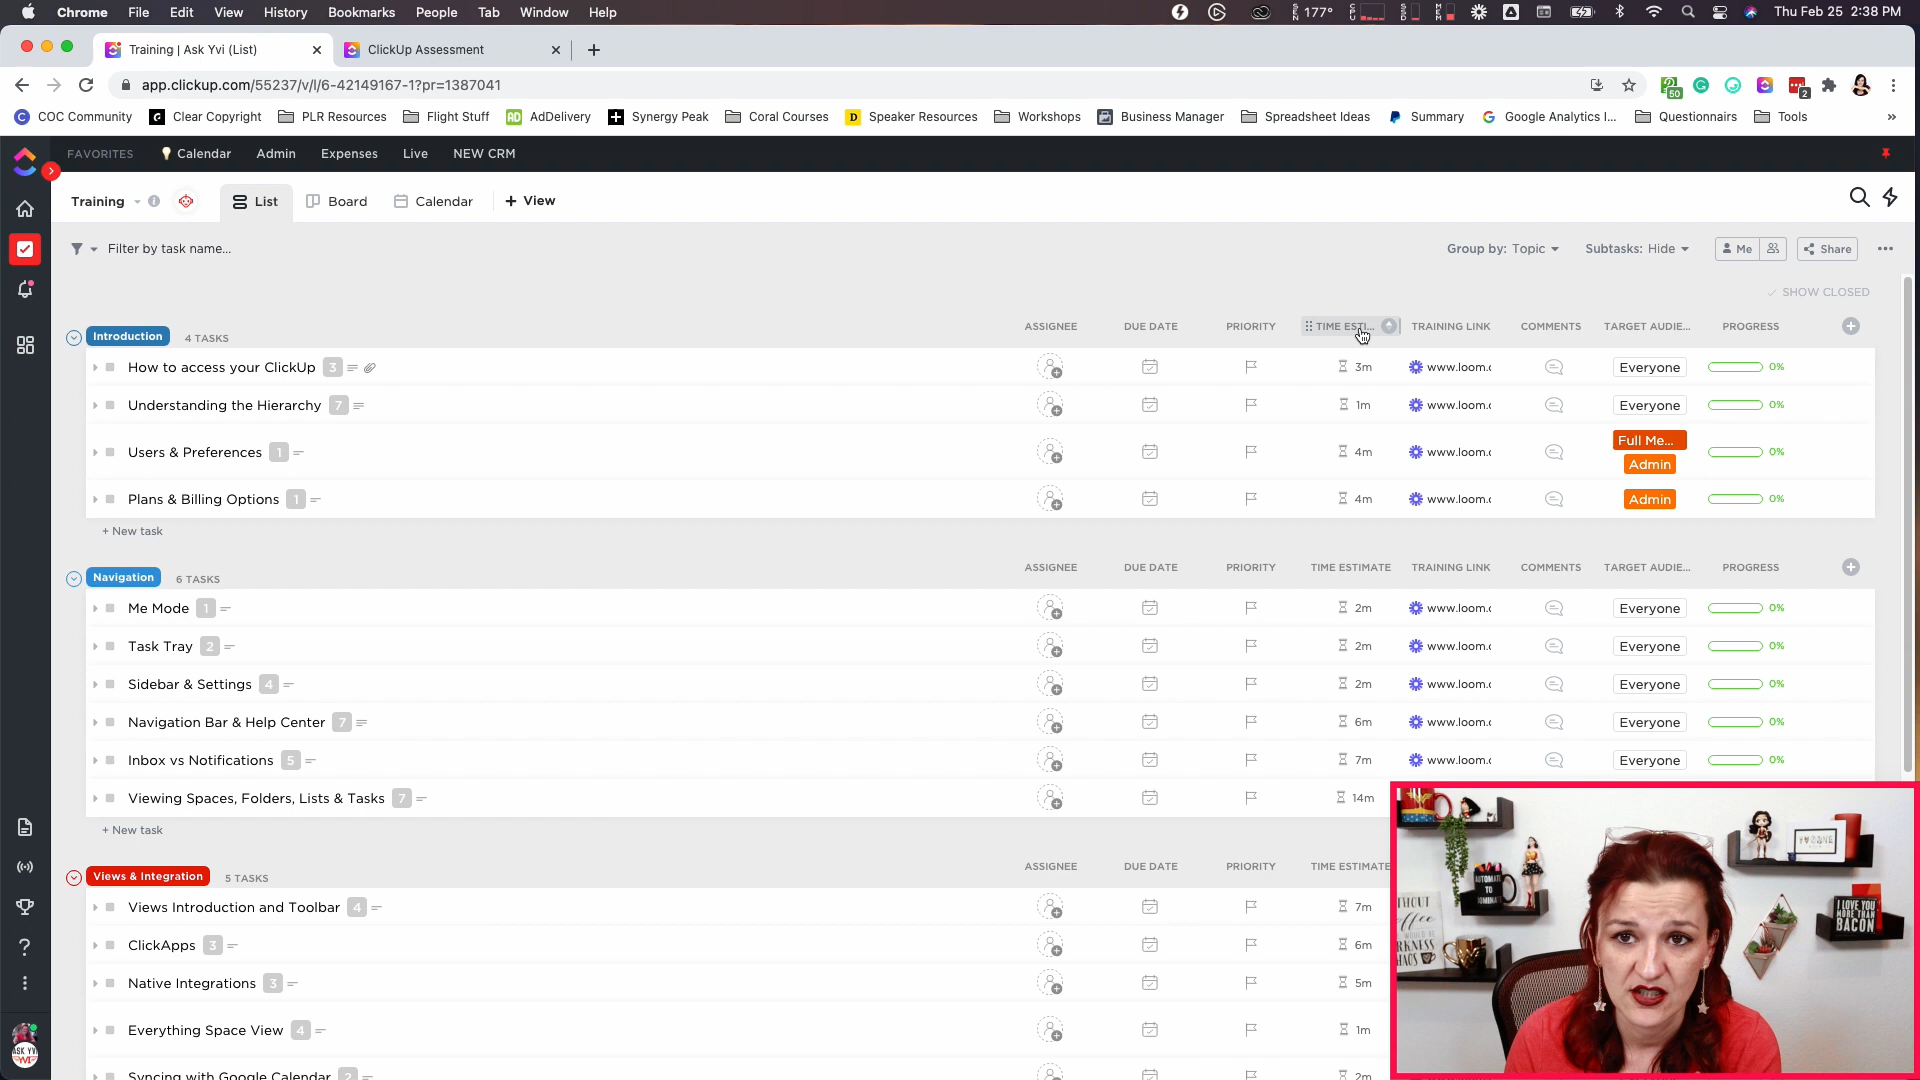 Chrome File Edit View History Bookmarks People Tab Window Help 177° Thu Feb 25 2:38 PM
Training | Ask Yvi (List) ClickUp Assessment
app.clickup.com/55237/v/l/6-42149167-1?pr=1387041 50 2
COC Community Clear Copyright PLR Resources Flight Stuff AdDelivery Synergy Peak Coral Courses Speaker Resources Workshops Business Manager Spreadsheet Ideas Summary Google Analytics I... Questionnairs Tools »
FAVORITES Calendar Admin Expenses Live NEW CRM
Training List Board Calendar + View
Filter by task name... Group by: Topic Subtasks: Hide Me Share
SHOW CLOSED
Introduction 4 TASKS ASSIGNEE DUE DATE PRIORITY TIME ESTI... TRAINING LINK COMMENTS TARGET AUDIE... PROGRESS
How to access your ClickUp 3 3m www.loom.c Everyone 0%
Understanding the Hierarchy 7 1m www.loom.c Everyone 0%
Users & Preferences 1 4m www.loom.c Full Me... Admin 0%
Plans & Billing Options 1 4m www.loom.c Admin 0%
+ New task
Navigation 6 TASKS ASSIGNEE DUE DATE PRIORITY TIME ESTIMATE TRAINING LINK COMMENTS TARGET AUDIE... PROGRESS
Me Mode 1 2m www.loom.c Everyone 0%
Task Tray 2 2m www.loom.c Everyone 0%
Sidebar & Settings 4 2m www.loom.c Everyone 0%
Navigation Bar & Help Center 7 6m www.loom.c Everyone 0%
Inbox vs Notifications 5 7m www.loom.c Everyone 0%
Viewing Spaces, Folders, Lists & Tasks 7 14m
+ New task
Views & Integration 5 TASKS ASSIGNEE DUE DATE PRIORITY TIME ESTIMATE
Views Introduction and Toolbar 4 7m
ClickApps 3 6m
Native Integrations 3 5m
Everything Space View 4 1m
Syncing with Google Calendar 2 2m
ASK YVI
AUTOMATE
TO
DOMINATE
I LOVE YOU
MORE THAN
BACON